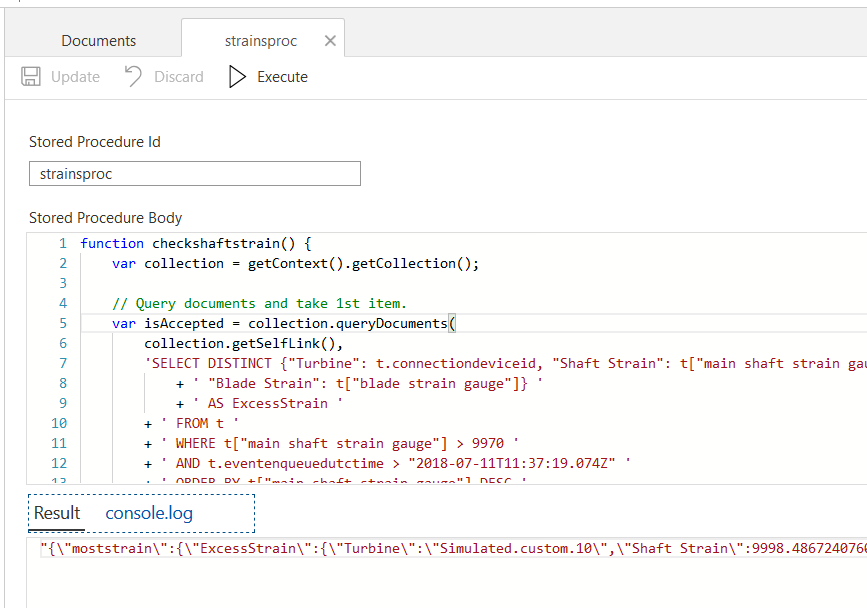 Documents strainsproc
Update Discard Execute
Stored Procedure Id
strainsproc
Stored Procedure Body
1 function checkshaftstrain() {
2 var collection = getContext().getCollection();
3
4 // Query documents and take 1st item.
5 var isAccepted = collection.queryDocuments(
6 collection.getSelfLink(),
7 'SELECT DISTINCT {"Turbine": t.connectiondeviceid, "Shaft Strain": t["main shaft strain gau
8 + ' "Blade Strain": t["blade strain gauge"]} '
9 + ' AS ExcessStrain '
10 + ' FROM t '
11 + ' WHERE t["main shaft strain gauge"] > 9970 '
12 + ' AND t.eventenqueuedutctime > "2018-07-11T11:37:19.074Z" '
13 + ' ORDER BY t["main shaft strain gauge"] DESC '
Result console.log
"{\"moststrain\":{\"ExcessStrain\":{\"Turbine\":\"Simulated.custom.10\",\"Shaft Strain\":9998.486724076